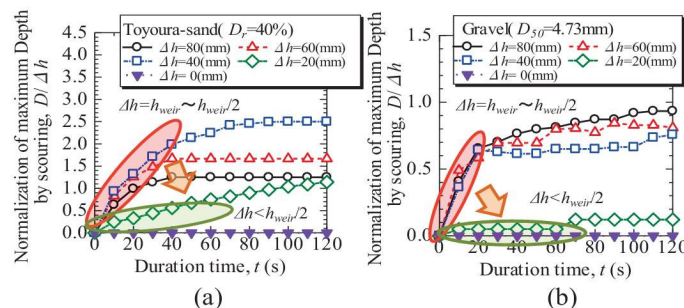 Toyoura-sand( Dr=40%)
Δh=80(mm) Δh=60(mm)
Δh=40(mm) Δh=20(mm)
Δh= 0(mm)
Normalization of maximum Depth
by scouring, D/Δh
5.0
4.5
4.0
3.5
3.0
2.5
2.0
1.5
1.0
0.5
0.0
Δh=hweir~hweir/2
Δh<hweir/2
0 20 40 60 80 100 120
Duration time, t (s)
(a)
Gravel(D50=4.73mm)
Δh=80(mm) Δh=60(mm)
Δh=40(mm) Δh=20(mm)
Δh= 0(mm)
Normalization of maximum Depth
by scouring, D/Δh
1.5
1.0
0.5
0.0
Δh=hweir~hweir/2
Δh<hweir/2
0 20 40 60 80 100 120
Duration time, t (s)
(b)